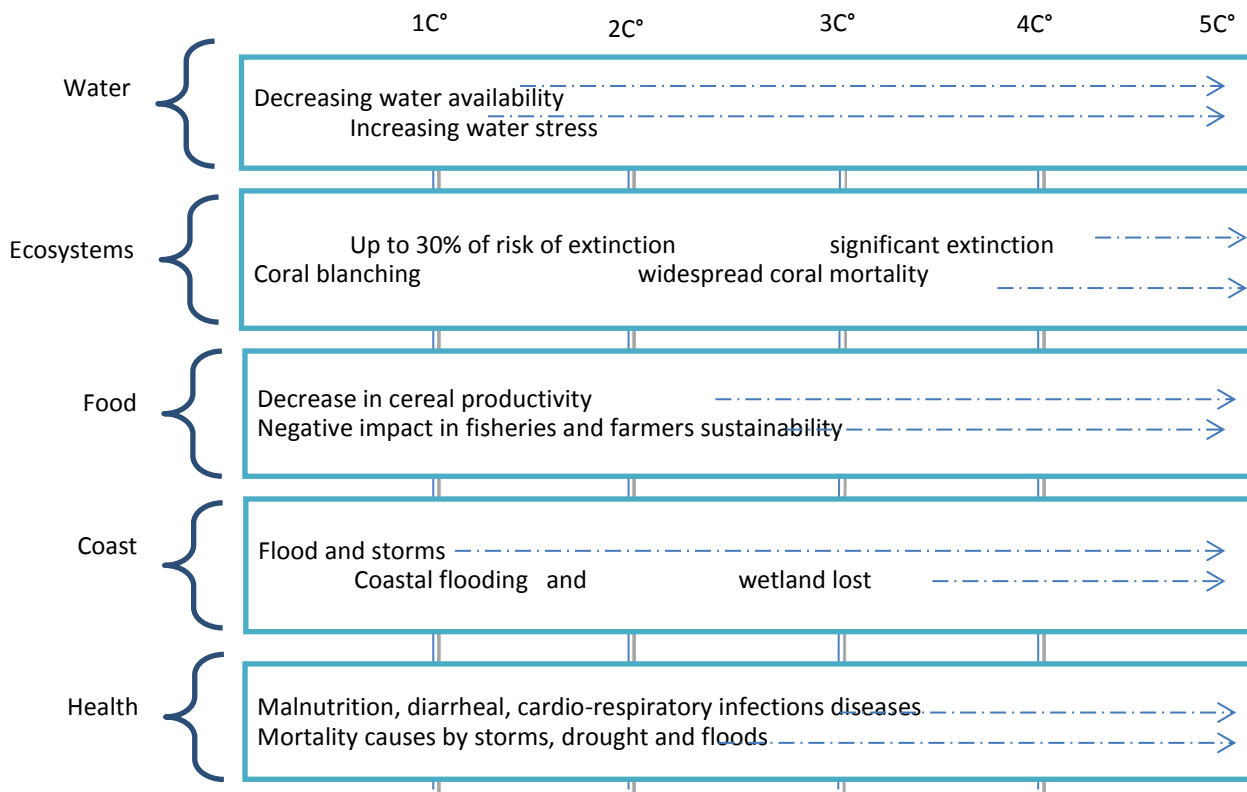 1C° 2C° 3C° 4C° 5C°
Water
Decreasing water availability
Increasing water stress
Ecosystems
Up to 30% of risk of extinction significant extinction
Coral blanching widespread coral mortality
Food
Decrease in cereal productivity
Negative impact in fisheries and farmers sustainability
Coast
Flood and storms
Coastal flooding and wetland lost
Health
Malnutrition, diarrheal, cardio-respiratory infections diseases
Mortality causes by storms, drought and floods